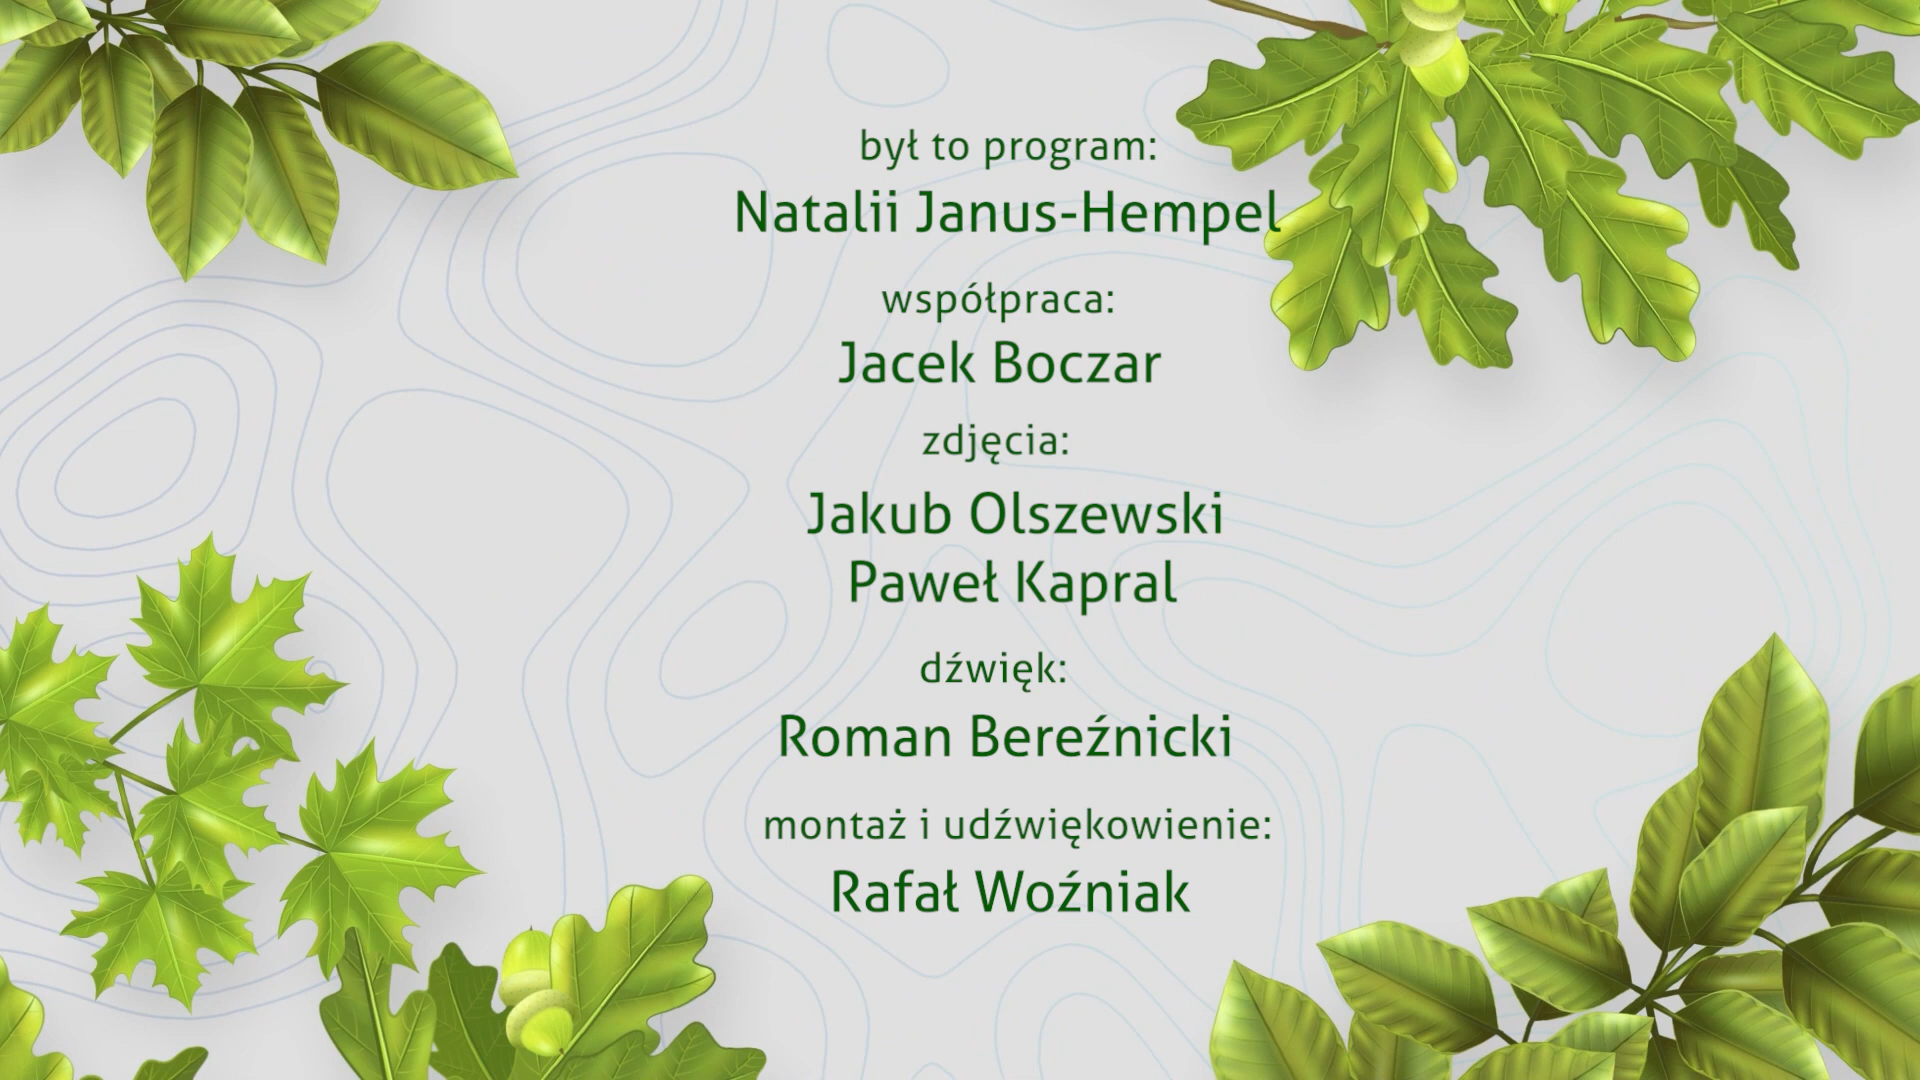 był to program:
Natalii Janus-Hempel
współpraca:
Jacek Boczar
zdjęcia:
Jakub Olszewski
Paweł Kapral
dźwięk:
Roman Bereźnicki
montaż i udźwiękowienie:
Rafał Woźniak